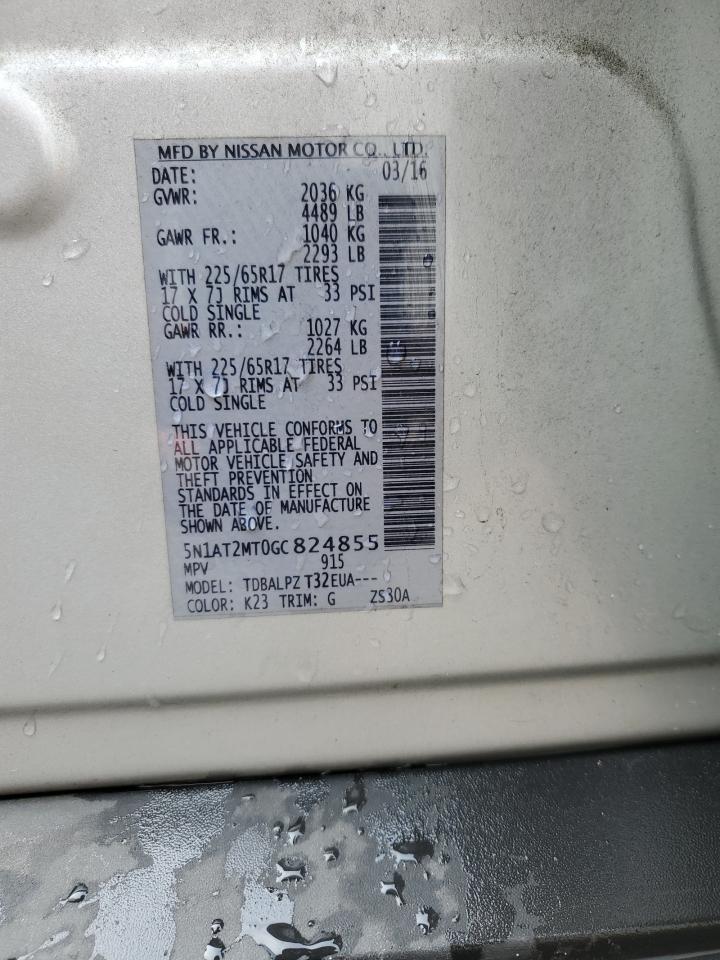 MFD BY NISSAN MOTOR CO., LTD.
DATE: 03/16
GVWR: 2036 KG
4489 LB
GAWR FR.: 1040 KG
2293 LB
WITH 225/65R17 TIRES
17 X 7J RIMS AT 33 PSI
COLD SINGLE
GAWR RR.: 1027 KG
2264 LB
WITH 225/65R17 TIRES
17 X 7J RIMS AT 33 PSI
COLD SINGLE
THIS VEHICLE CONFORMS TO
ALL APPLICABLE FEDERAL
MOTOR VEHICLE SAFETY AND
THEFT PREVENTION
STANDARDS IN EFFECT ON
THE DATE OF MANUFACTURE
SHOWN ABOVE.
5N1AT2MT0GC824855
MPV 915
MODEL: TDBALPZ T32EUA---
COLOR: K23 TRIM: G ZS30A